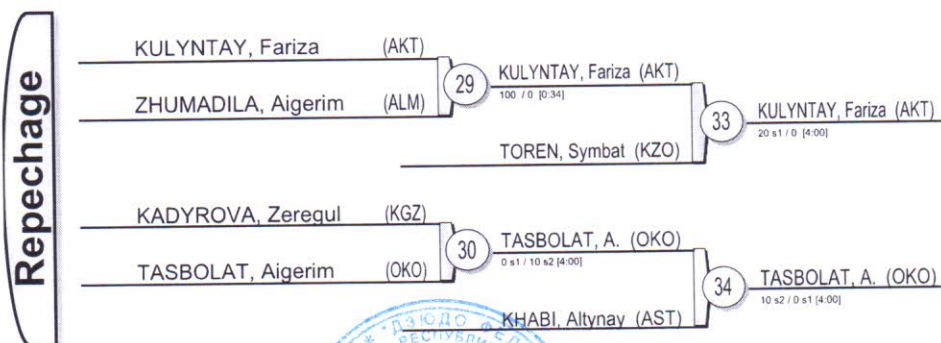 Repechage
KULYNTAY, Fariza (AKT)
ZHUMADILA, Aigerim (ALM)
29
KULYNTAY, Fariza (AKT)
100 / 0 [0:34]
TOREN, Symbat (KZO)
33
KULYNTAY, Fariza (AKT)
20 s1 / 0 [4:00]
KADYROVA, Zeregul (KGZ)
TASBOLAT, Aigerim (OKO)
30
TASBOLAT, A. (OKO)
0 s1 / 10 s2 [4:00]
KHABI, Altynay (AST)
34
TASBOLAT, A. (OKO)
10 s2 / 0 s1 [4:00]
ДЗЮДО